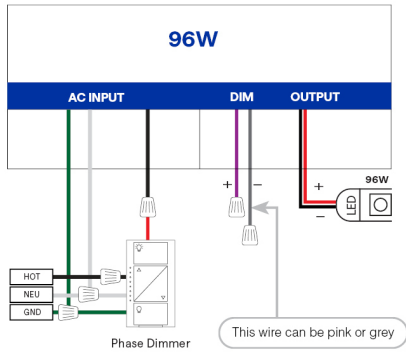 96W
AC INPUT
DIM
OUTPUT
+
−
+
−
96W
LED
HOT
NEU
GND
Phase Dimmer
This wire can be pink or grey